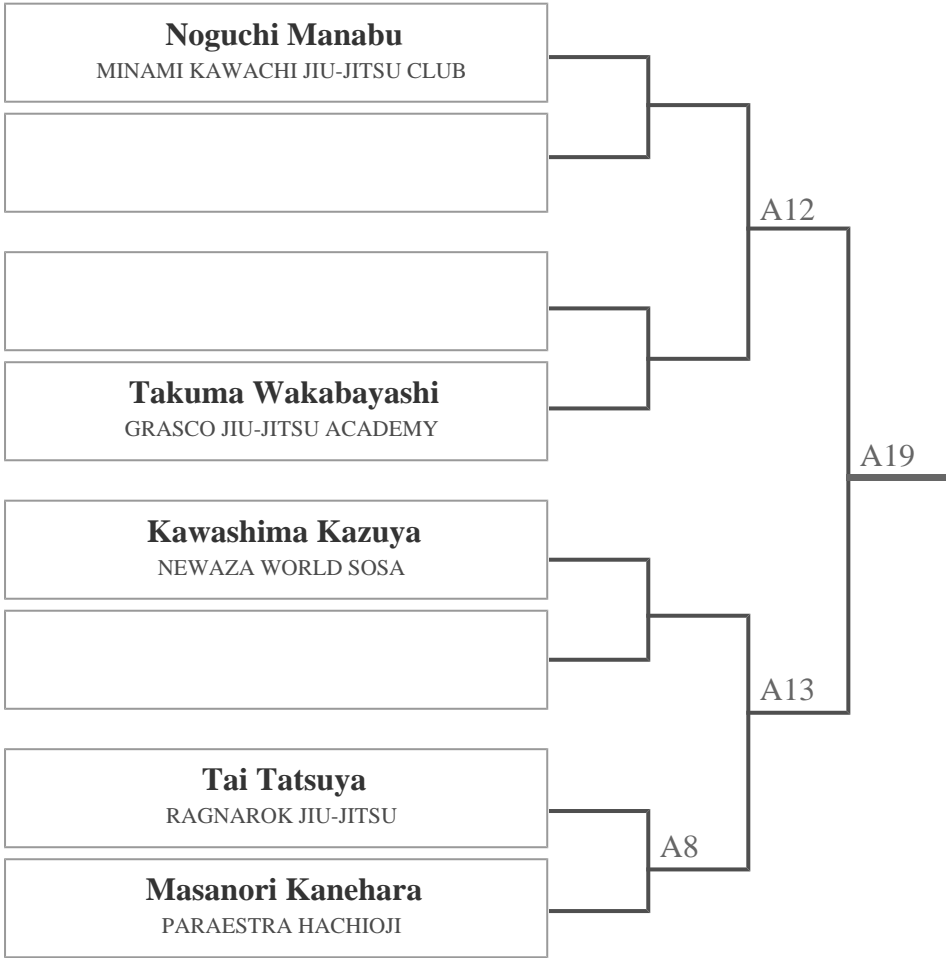 Noguchi Manabu
MINAMI KAWACHI JIU-JITSU CLUB
A12
Takuma Wakabayashi
GRASCO JIU-JITSU ACADEMY
A19
Kawashima Kazuya
NEWAZA WORLD SOSA
A13
Tai Tatsuya
RAGNAROK JIU-JITSU
A8
Masanori Kanehara
PARAESTRA HACHIOJI